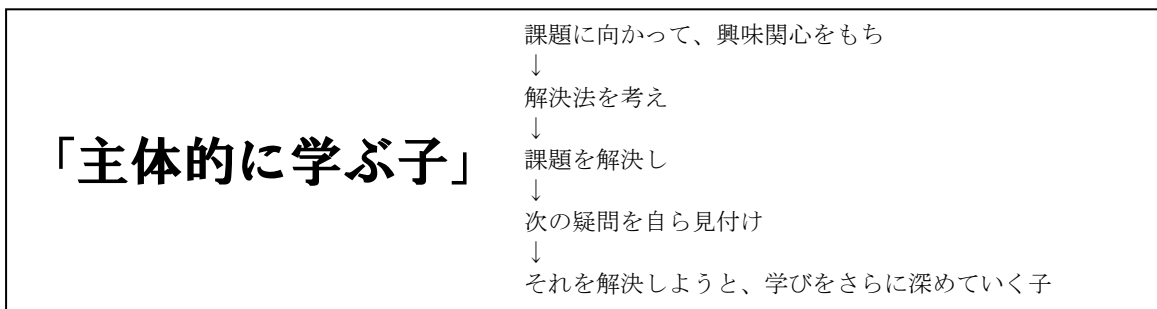 「主体的に学ぶ子」
課題に向かって、興味関心をもち
↓
解決法を考え
↓
課題を解決し
↓
次の疑問を自ら見付け
↓
それを解決しようと、学びをさらに深めていく子